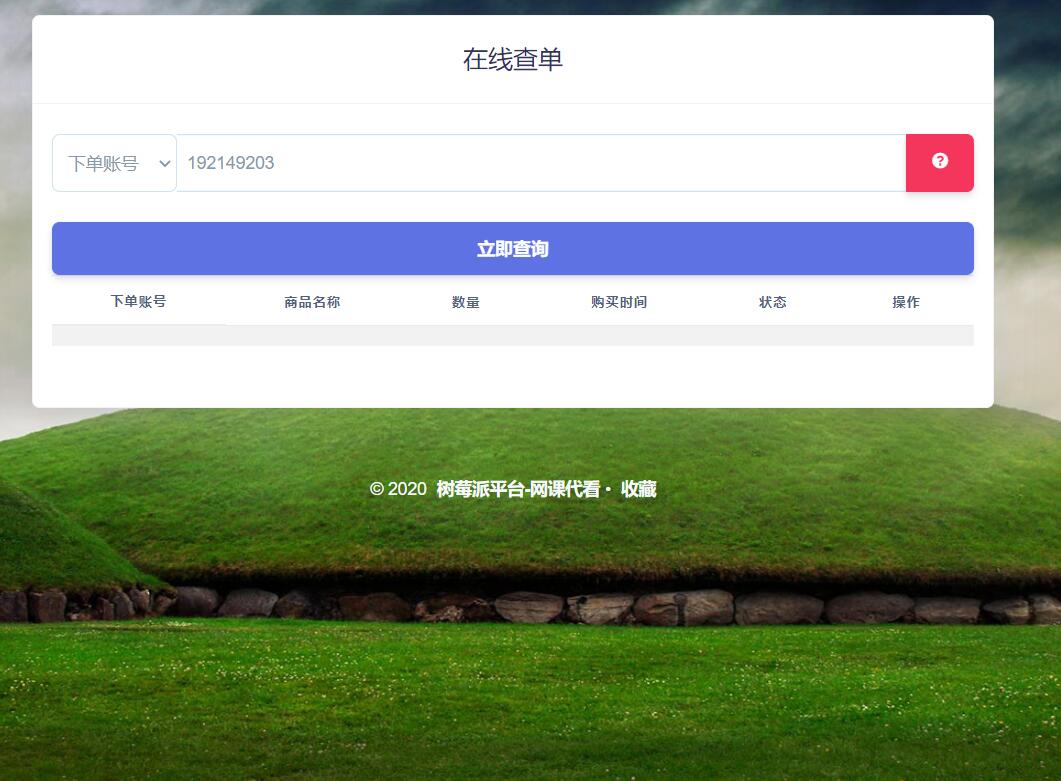 在线查单
下单账号 192149203
立即查询
下单账号 商品名称 数量 购买时间 状态 操作
© 2020 树莓派平台-网课代看 · 收藏